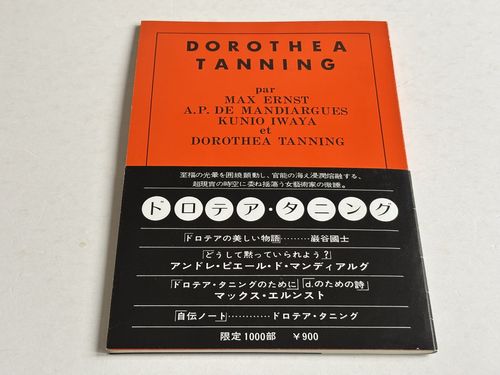 DOROTHEA
TANNING
par
MAX ERNST
A.P. DE MANDIARGUES
KUNIO IWAYA
et
DOROTHEA TANNING
至福の光暈を囲繞顫動し、官能の海え浸潤熔融する、
超現実の時空に委ね揺蕩う女藝術家の微睡。
ドロテア・タニング
「ドロテアの美しい物語」………巖谷國士
「どうして黙っていられよう?」
アンドレ・ピエール・ド・マンディアルグ
「ドロテア・タニングのために」「d.のための詩」
マックス・エルンスト
「自伝ノート」…………ドロテア・タニング
限定1000部 ￥900